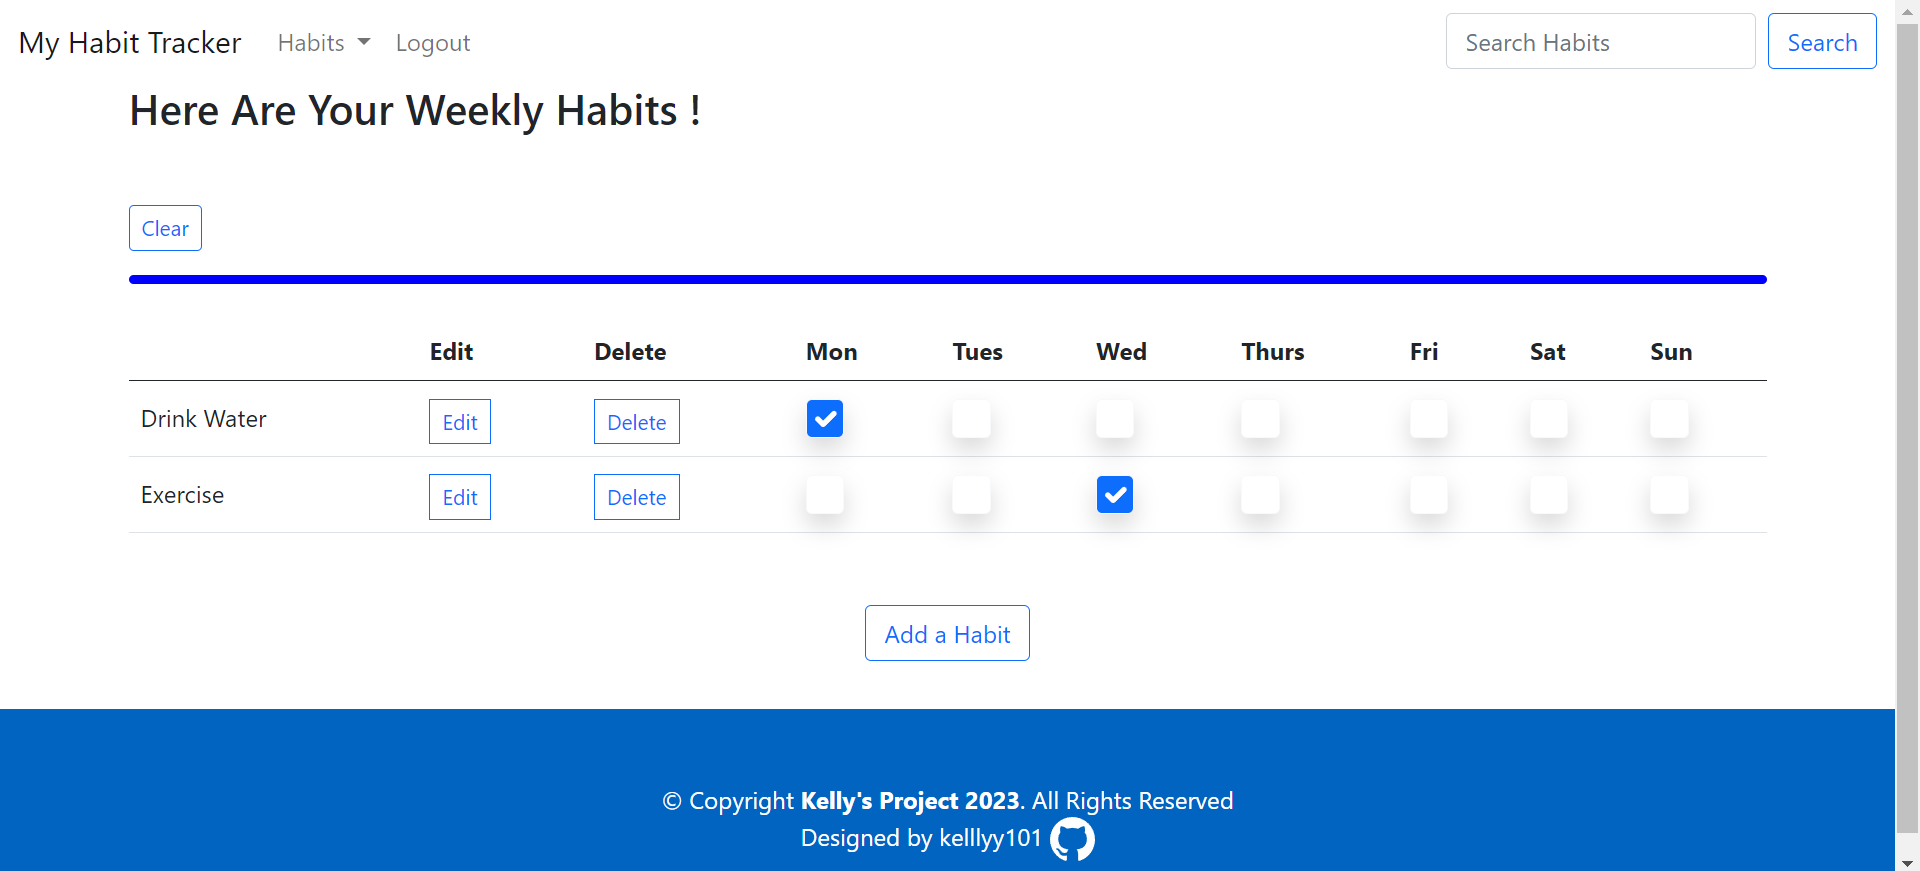 My Habit Tracker Habits Logout Search Habits Search
Here Are Your Weekly Habits !
Clear
Edit Delete Mon Tues Wed Thurs Fri Sat Sun
Drink Water Edit Delete
Exercise Edit Delete
Add a Habit
© Copyright Kelly's Project 2023. All Rights Reserved
Designed by kelllyy101